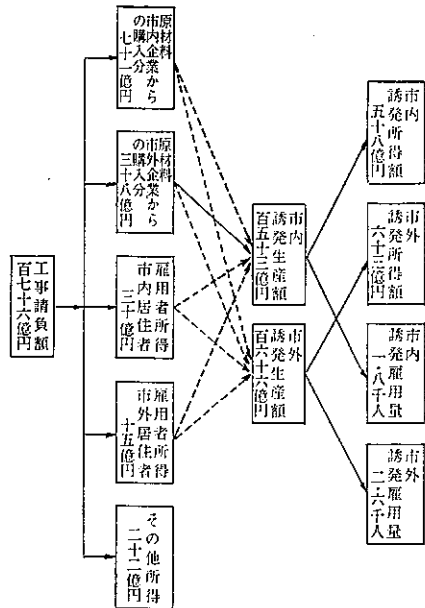 工事請負額
百七十六億円
原材料
市内企業から
の購入分
七十一億円
原材料
市外企業から
の購入分
三十八億円
雇用者所得
市内居住者
三十億円
雇用者所得
市外居住者
十五億円
その他所得
二十二億円
市内
誘発生産額
百五十三億円
市外
誘発生産額
百六十六億円
市内
誘発所得額
五十八億円
市外
誘発所得額
六十三億円
市内
誘発雇用量
一・八千人
市外
誘発雇用量
二・六千人